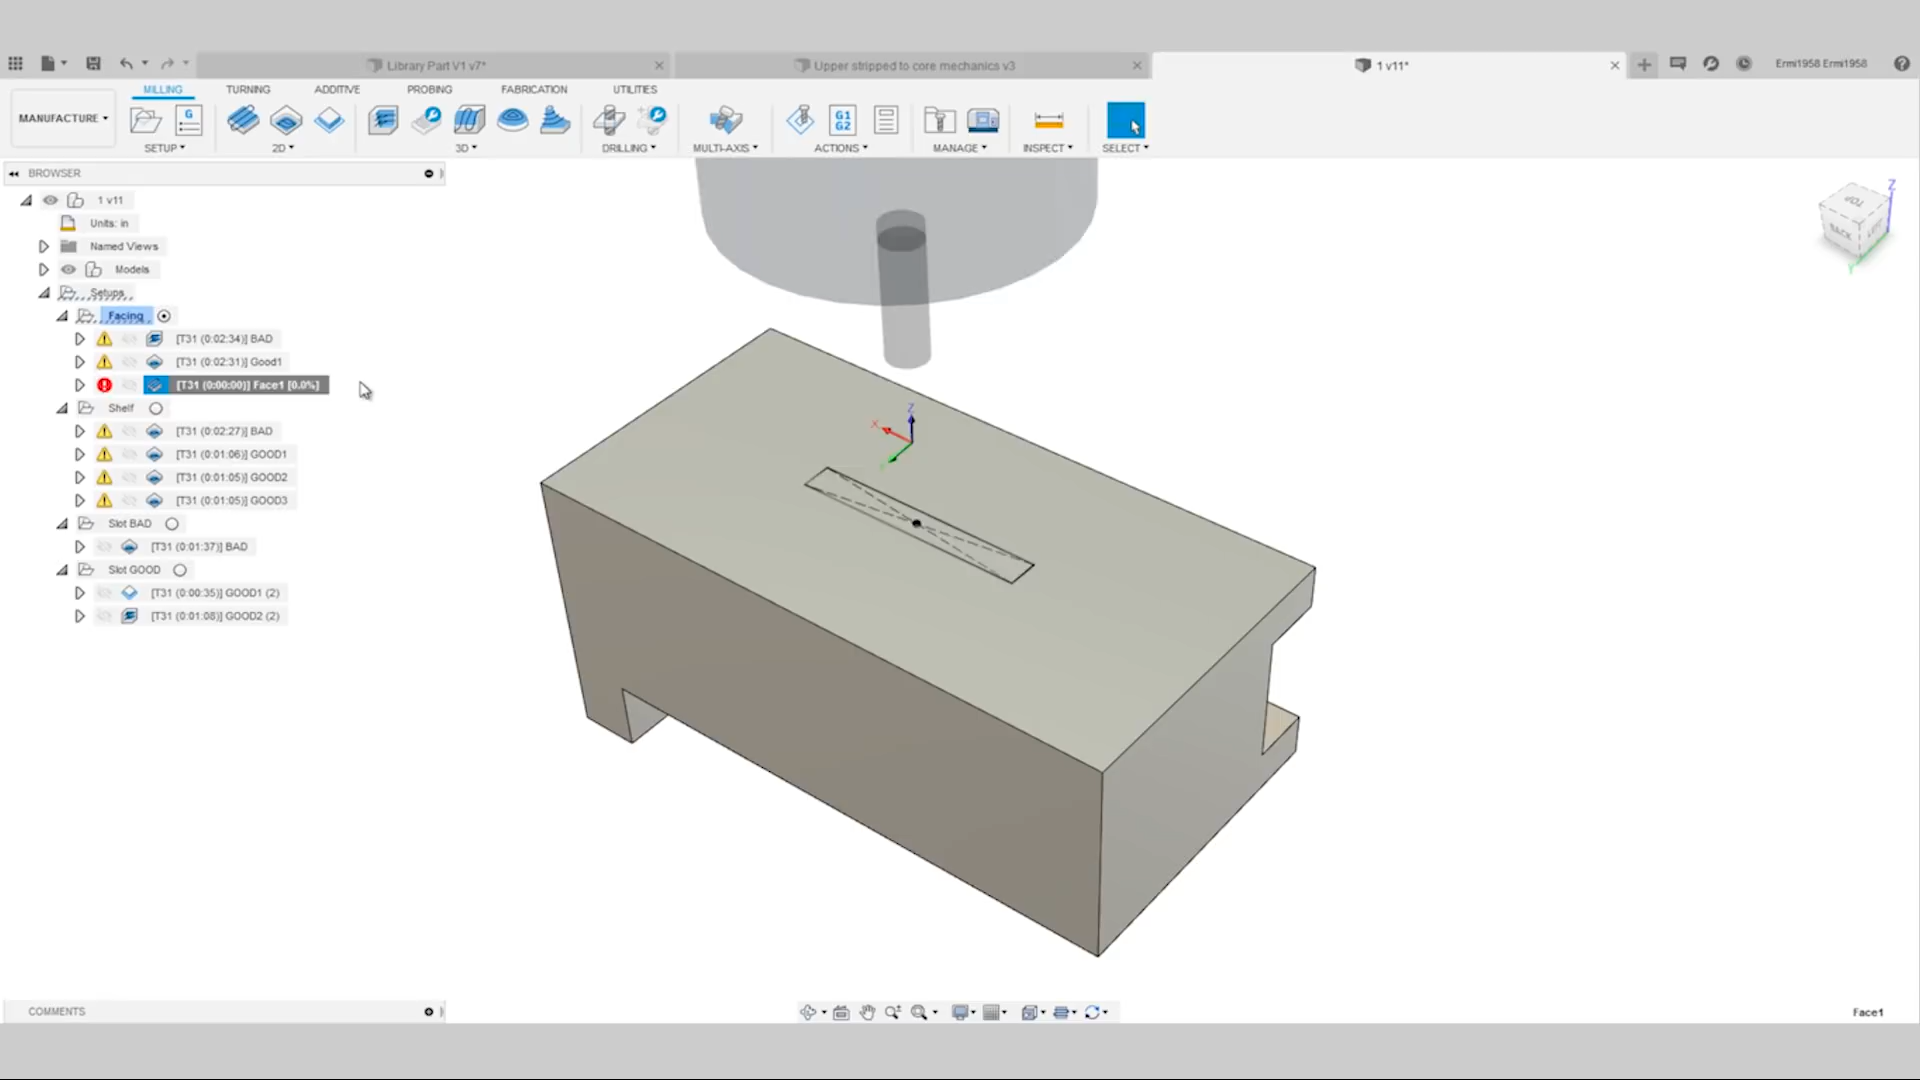 Library Part V1 v7*
Upper stripped to core mechanics v3
1 v11*
Ermi1958 Ermi1958
MANUFACTURE
MILLING
TURNING
ADDITIVE
PROBING
FABRICATION
UTILITIES
G
G1
G2
SETUP
2D
3D
DRILLING
MULTI-AXIS
ACTIONS
MANAGE
INSPECT
SELECT
BROWSER
1 v11
Units: in
Named Views
Models
Setups
Facing
[T31 (0:02:34)] BAD
[T31 (0:02:31)] Good1
[T31 (0:00:00)] Face1 [0.0%]
Shelf
[T31 (0:02:27)] BAD
[T31 (0:01:06)] GOOD1
[T31 (0:01:05)] GOOD2
[T31 (0:01:05)] GOOD3
Slot BAD
[T31 (0:01:37)] BAD
Slot GOOD
[T31 (0:00:35)] GOOD1 (2)
[T31 (0:01:08)] GOOD2 (2)
Z
X
Z
TOP
BACK
LEFT
Y
COMMENTS
Face1